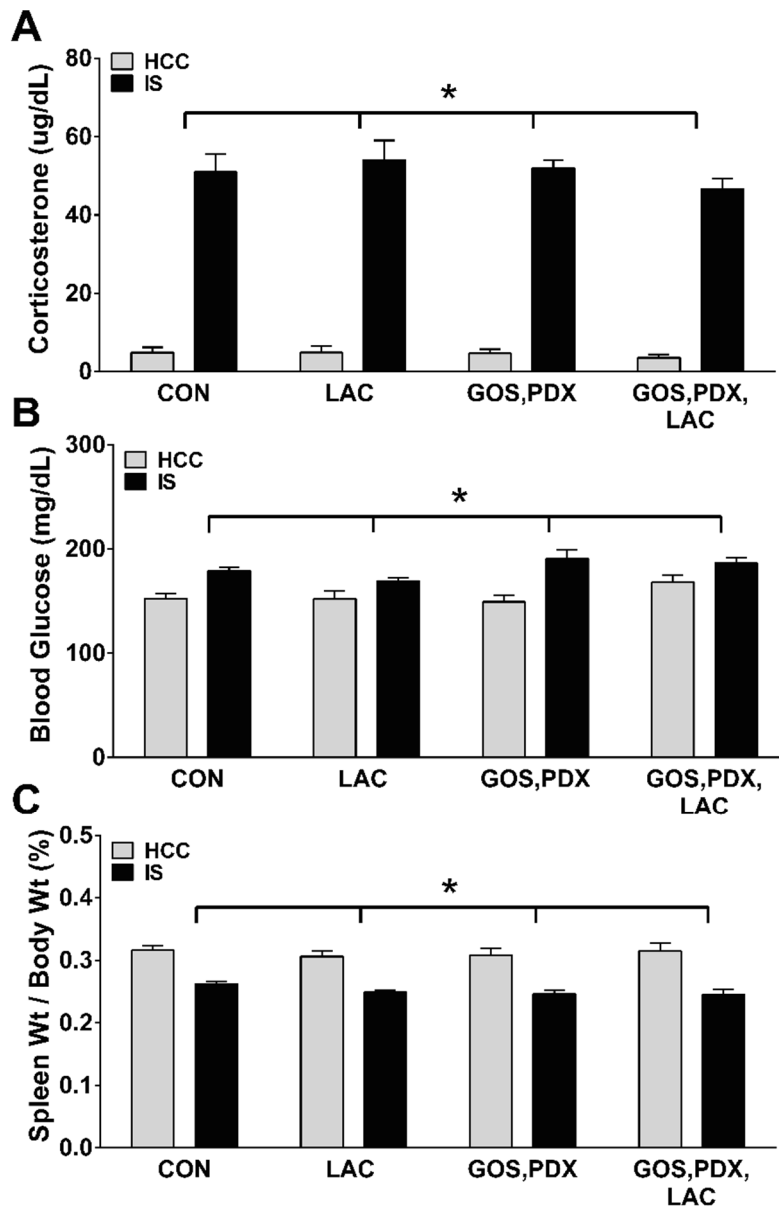 A
Corticosterone (ug/dL)
80
60
40
20
0
HCC
IS
*
CON
LAC
GOS,PDX
GOS,PDX,
LAC
B
Blood Glucose (mg/dL)
300
200
100
0
HCC
IS
*
CON
LAC
GOS,PDX
GOS,PDX,
LAC
C
Spleen Wt / Body Wt (%)
0.5
0.4
0.3
0.2
0.1
0.0
HCC
IS
*
CON
LAC
GOS,PDX
GOS,PDX,
LAC